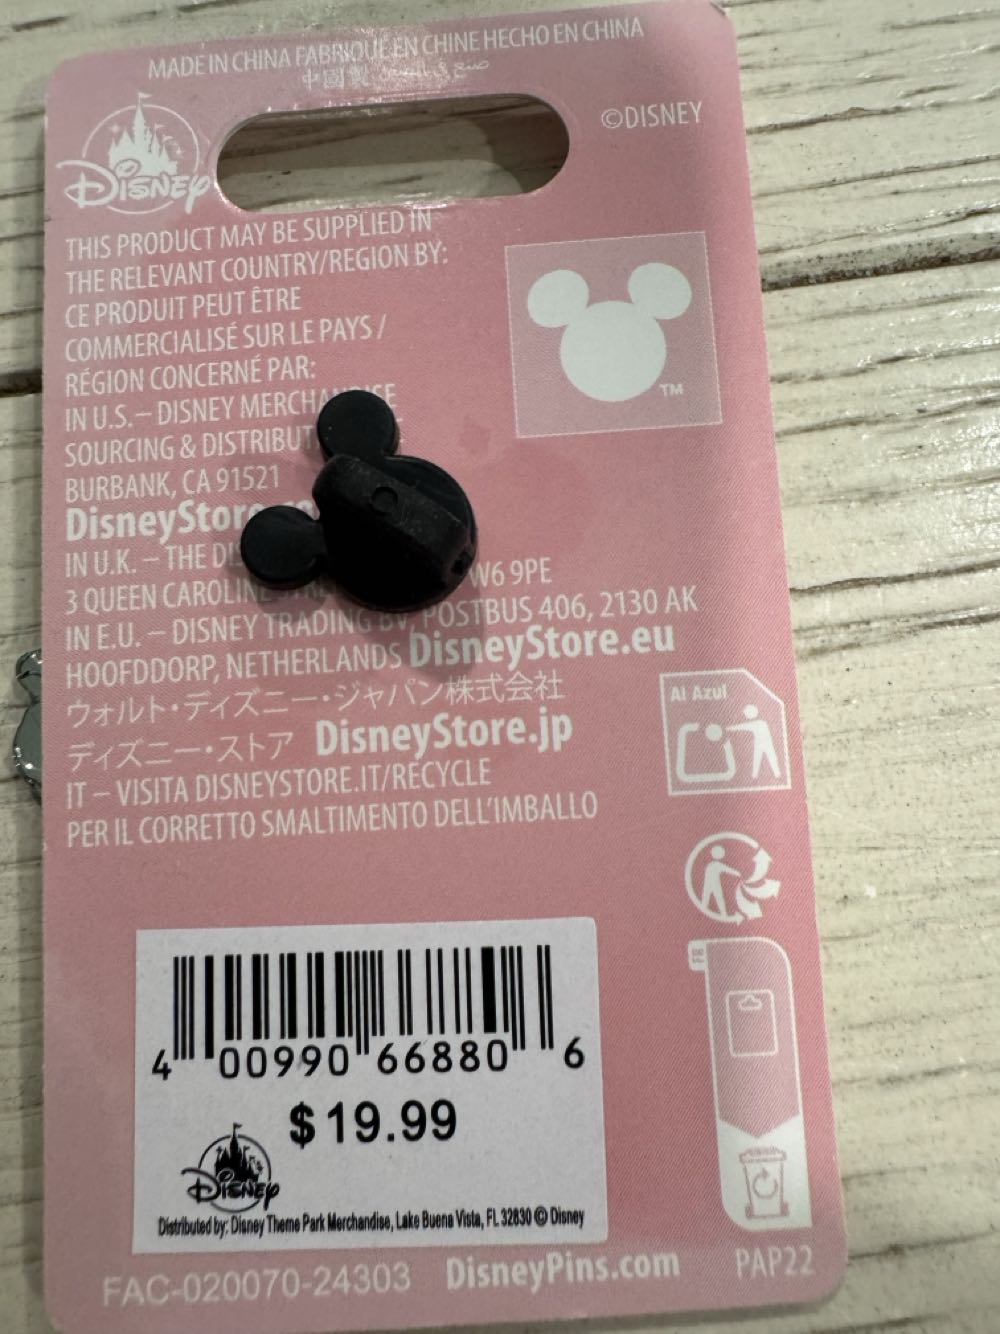 MADE IN CHINA FABRIQUÉ EN CHINE HECHO EN CHINA
中國製 صنع في الصين
©DISNEY
DISNEY
THIS PRODUCT MAY BE SUPPLIED IN
THE RELEVANT COUNTRY/REGION BY:
CE PRODUIT PEUT ÊTRE
COMMERCIALISÉ SUR LE PAYS /
RÉGION CONCERNÉ PAR:
IN U.S. – DISNEY
SOURCING &
BURBANK, CA 91521
TM
IN U.K. – THE
3 QUEEN CAROLINE W6 9PE
IN E.U. – DISNEY TRADING BV, POSTBUS 406, 2130 AK
HOOFDDORP, NETHERLANDS DisneyStore.eu
ウォルト・ディズニー・ジャパン株式会社
ディズニー・ストア DisneyStore.jp
IT – VISITA DISNEYSTORE.IT/RECYCLE
PER IL CORRETTO SMALTIMENTO DELL'IMBALLO
Al Azul
4 00990 66880 6
$19.99
DISNEY
Distributed by: Disney Theme Park Merchandise, Lake Buena Vista, FL 32830 © Disney
FAC-020070-24303 DisneyPins.com PAP22